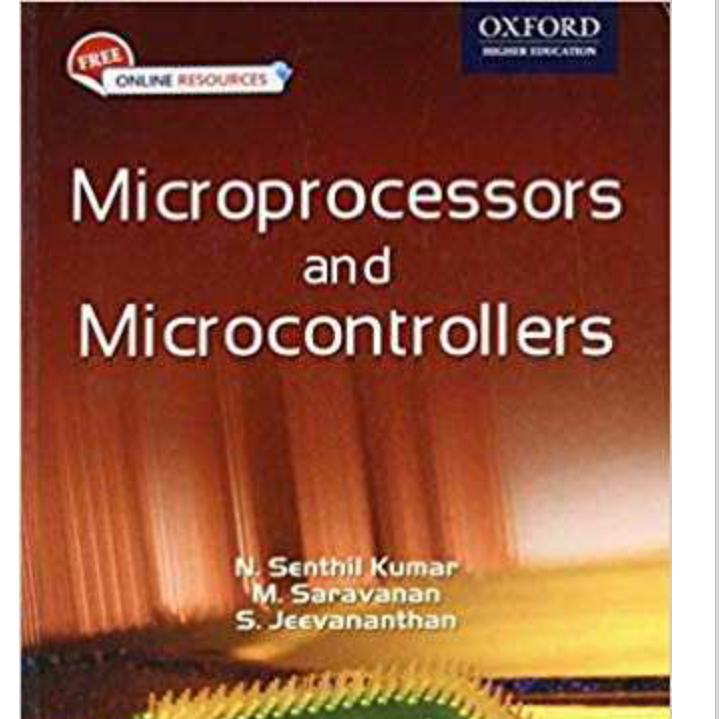 FREE
ONLINE RESOURCES
OXFORD
HIGHER EDUCATION
Microprocessors
and
Microcontrollers
N. Senthil Kumar
M. Saravanan
S. Jeevananthan